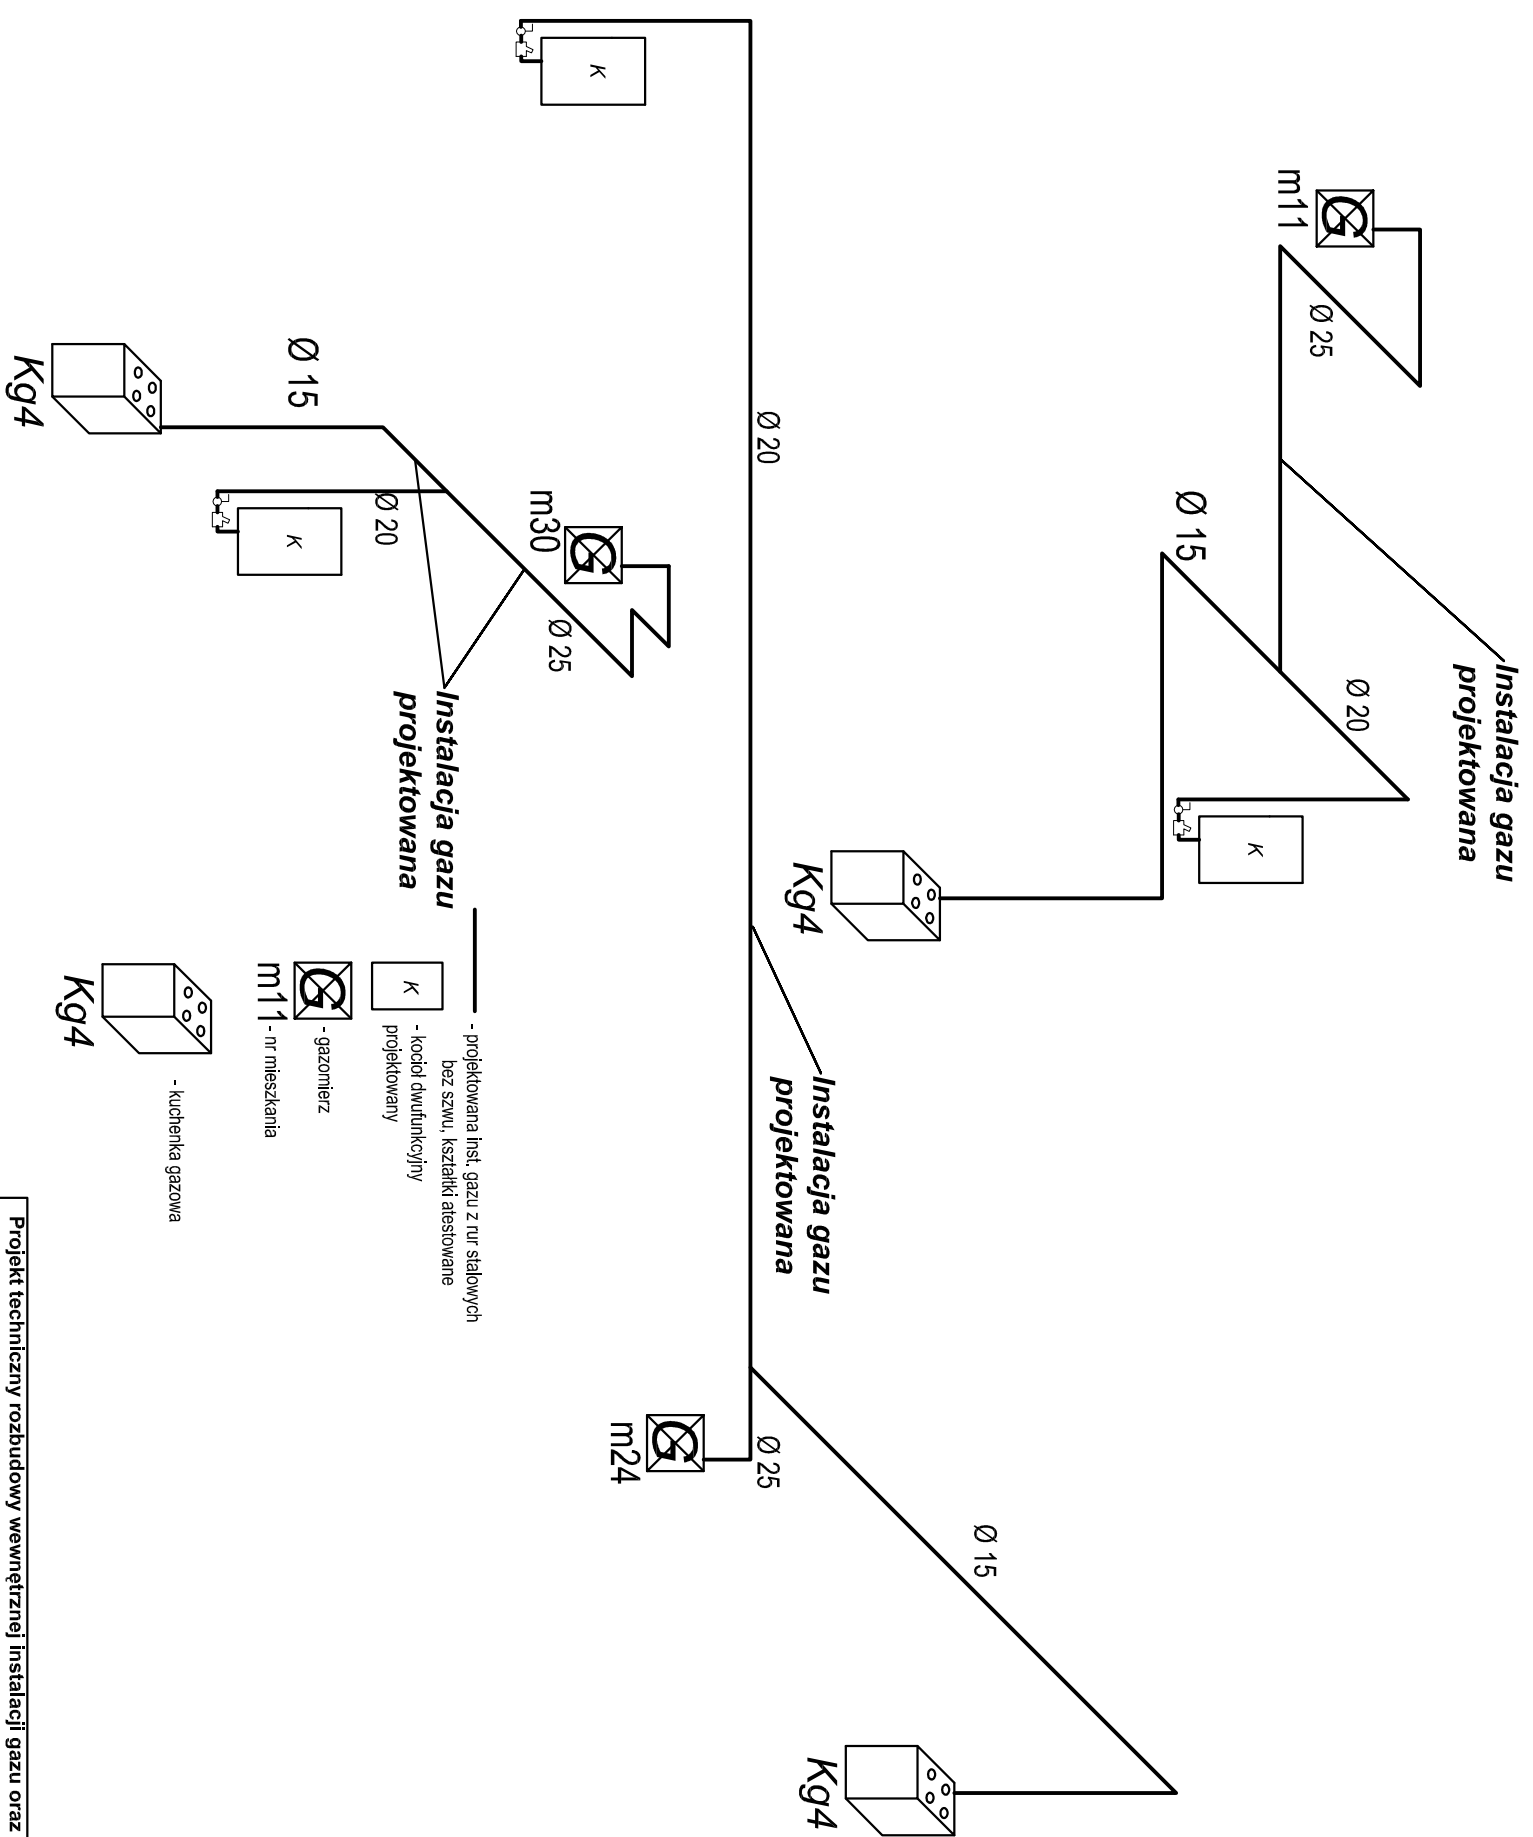 m11
Ø 25
Instalacja gazu
projektowana
Ø 15
Ø 20
K
Kg4
K
Ø 20
Instalacja gazu
projektowana
Ø 25
m24
Ø 15
Kg4
m30
Ø 25
Ø 15
Ø 20
K
Kg4
Instalacja gazu
projektowana
- projektowana inst. gazu z rur stalowych
bez szwu, kształtki atestowane
K
- kocioł dwufunkcyjny
projektowany
- gazomierz
m11 - nr mieszkania
Kg4
- kuchenka gazowa
Projekt techniczny rozbudowy wewnętrznej instalacji gazu oraz
G
G
G
G